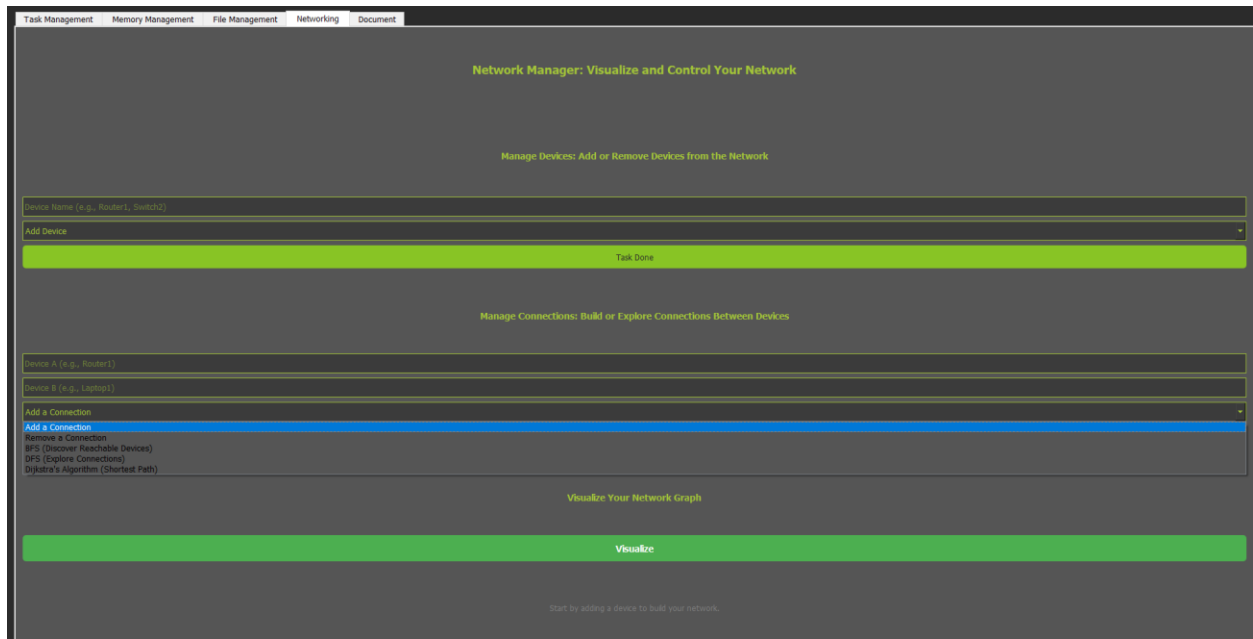 Task Management Memory Management File Management Networking Document
Network Manager: Visualize and Control Your Network
Manage Devices: Add or Remove Devices from the Network
Device Name (e.g., Router1, Switch2)
Add Device
Task Done
Manage Connections: Build or Explore Connections Between Devices
Device A (e.g., Router1)
Device B (e.g., Laptop1)
Add a Connection
Add a Connection
Remove a Connection
BFS (Discover Reachable Devices)
DFS (Explore Connections)
Dijkstra's Algorithm (Shortest Path)
Visualize Your Network Graph
Visualize
Start by adding a device to build your network.